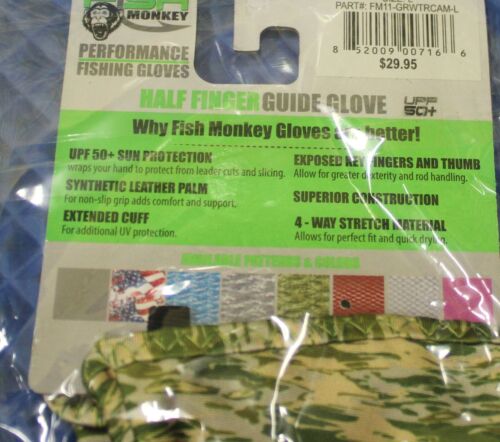 MONKEY
PERFORMANCE
FISHING GLOVES
PART#: FM11-GRWTRCAM-L
8 52009 00716 6
$29.95
HALF FINGER GUIDE GLOVE UPF 50+
Why Fish Monkey Gloves are better!
UPF 50+ SUN PROTECTION
wraps your hand to protect from leader cuts and slicing.
SYNTHETIC LEATHER PALM
For non-slip grip adds comfort and support.
EXTENDED CUFF
For additional UV protection.
EXPOSED KEY FINGERS AND THUMB
Allow for greater dexterity and rod handling.
SUPERIOR CONSTRUCTION
4 - WAY STRETCH MATERIAL
Allows for perfect fit and quick drying.
AVAILABLE PATTERNS & COLORS